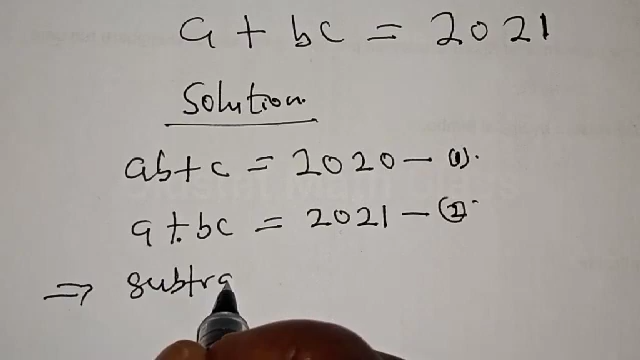 a + bc = 2021
Solution.
ab + c = 2020 — (1).
a + bc = 2021 — (2).
⇒ subtra